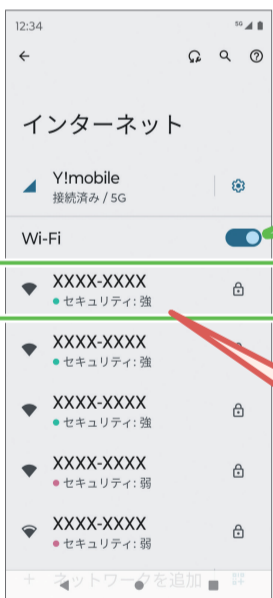 12:34
5G
インターネット
Y!mobile
接続済み / 5G
Wi-Fi
XXXX-XXXX
セキュリティ: 強
XXXX-XXXX
セキュリティ: 強
XXXX-XXXX
セキュリティ: 強
XXXX-XXXX
セキュリティ: 弱
XXXX-XXXX
セキュリティ: 弱
ネットワークを追加